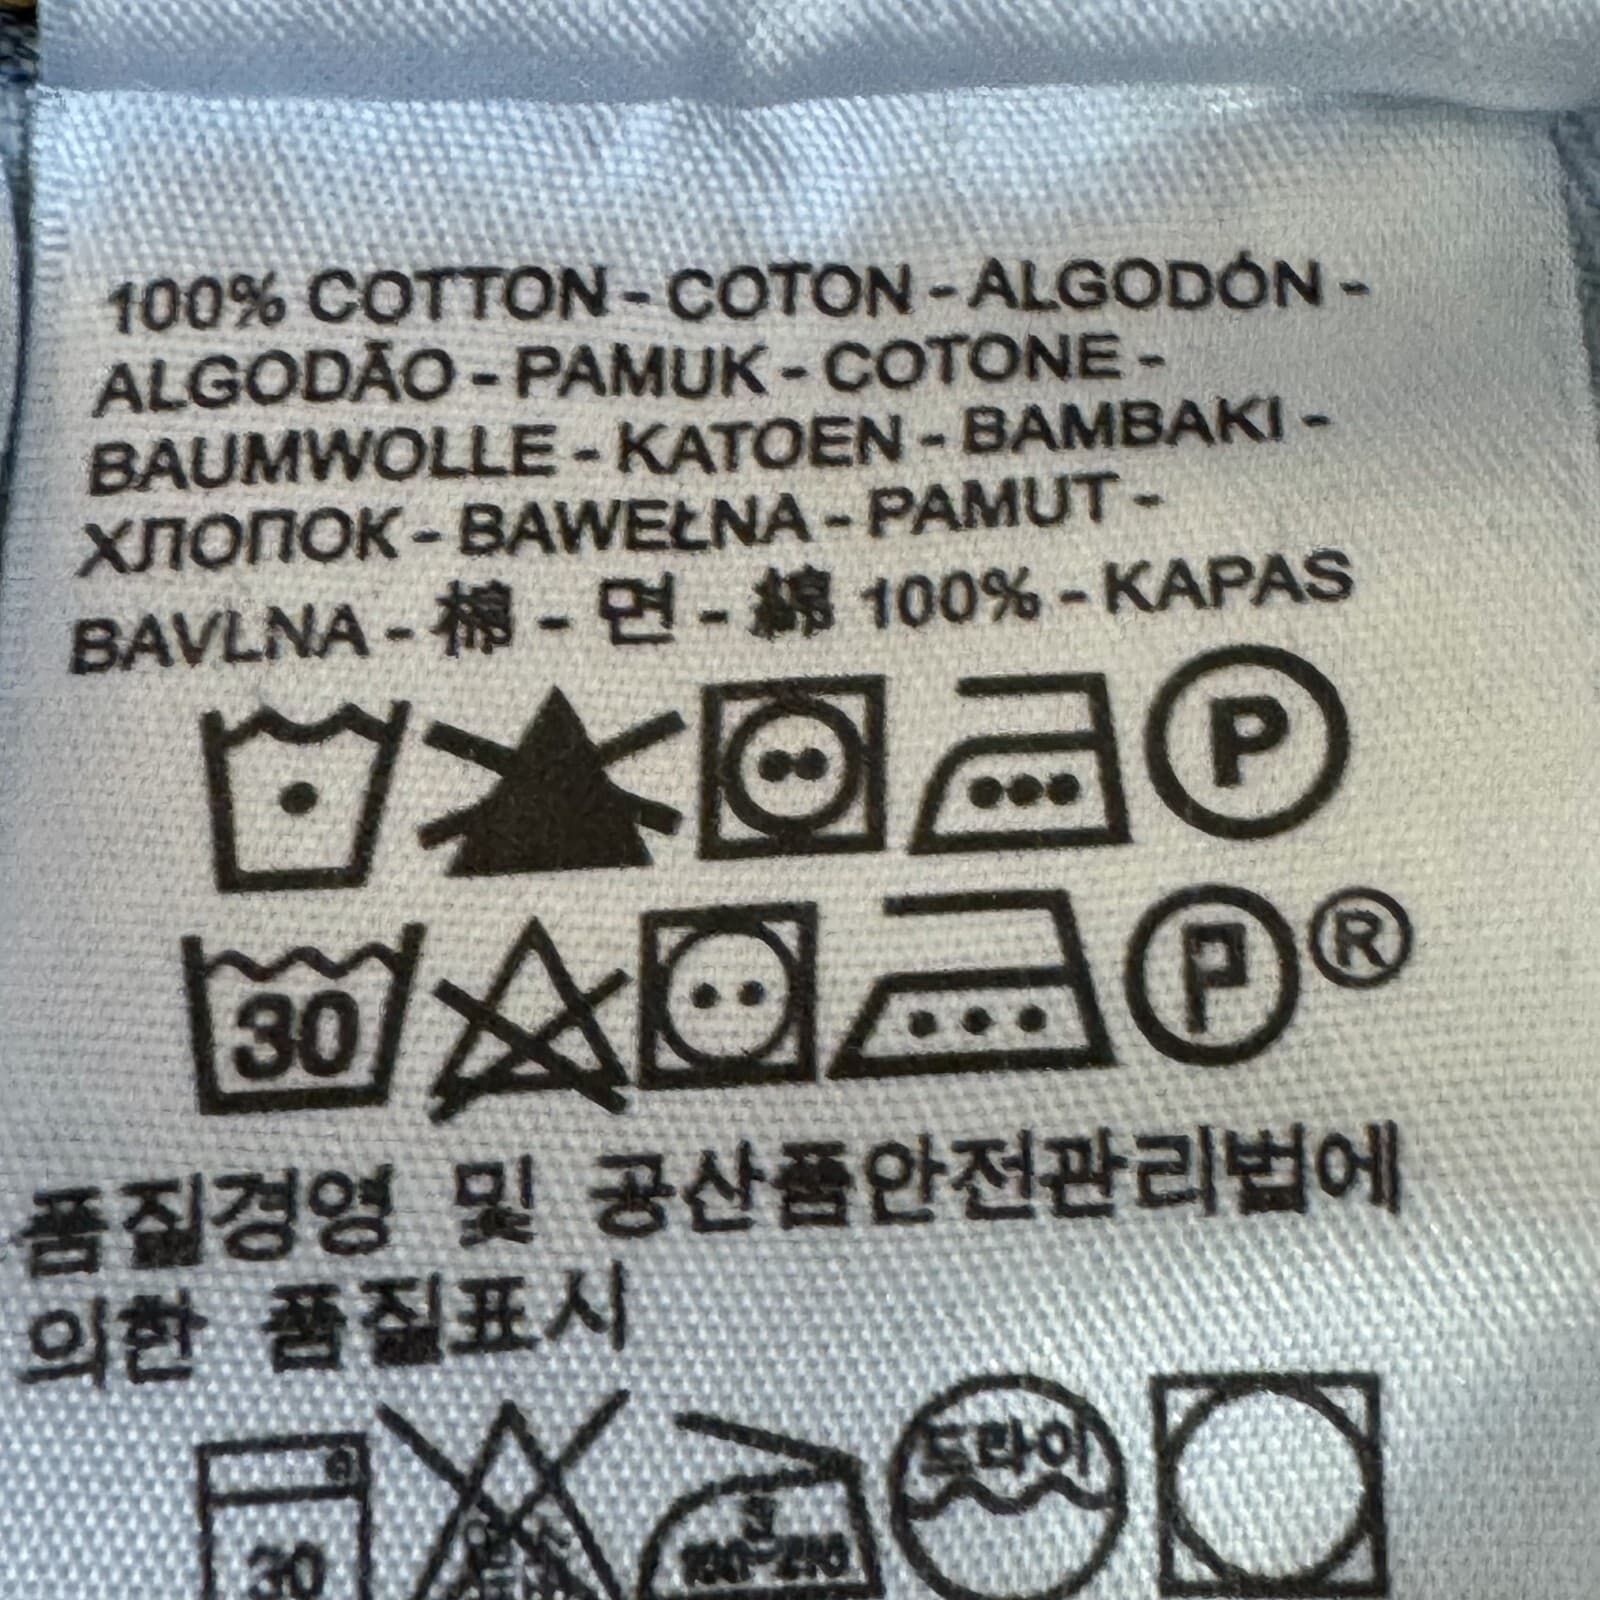 100% COTTON - COTON - ALGODÓN -
ALGODÃO - PAMUK - COTONE -
BAUMWOLLE - KATOEN - BAMBAKI -
ХЛОПОК - BAWEŁNA - PAMUT -
BAVLNA - 棉 - 면 - 綿 100% - KAPAS
P
30 P ®
품질경영 및 공산품안전관리법에
의한 품질표시
30 드라이